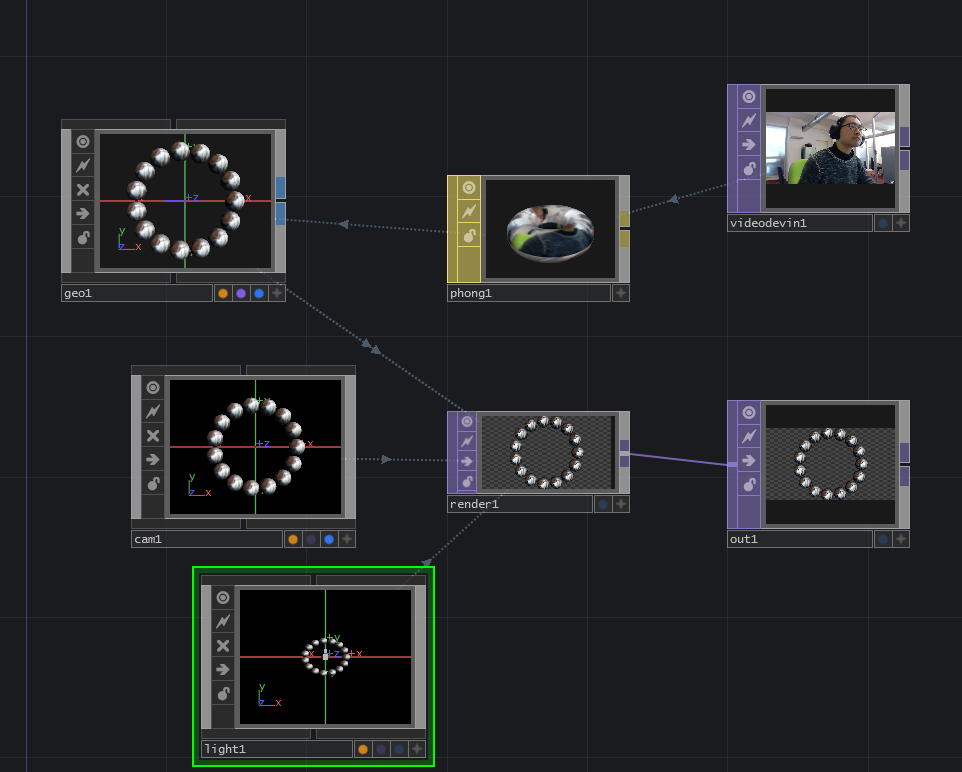 x
z
y
z x
geo1
phong1
videodevin1
y
x
z
y
z x
cam1
render1
out1
y
x z x
y
z x
light1